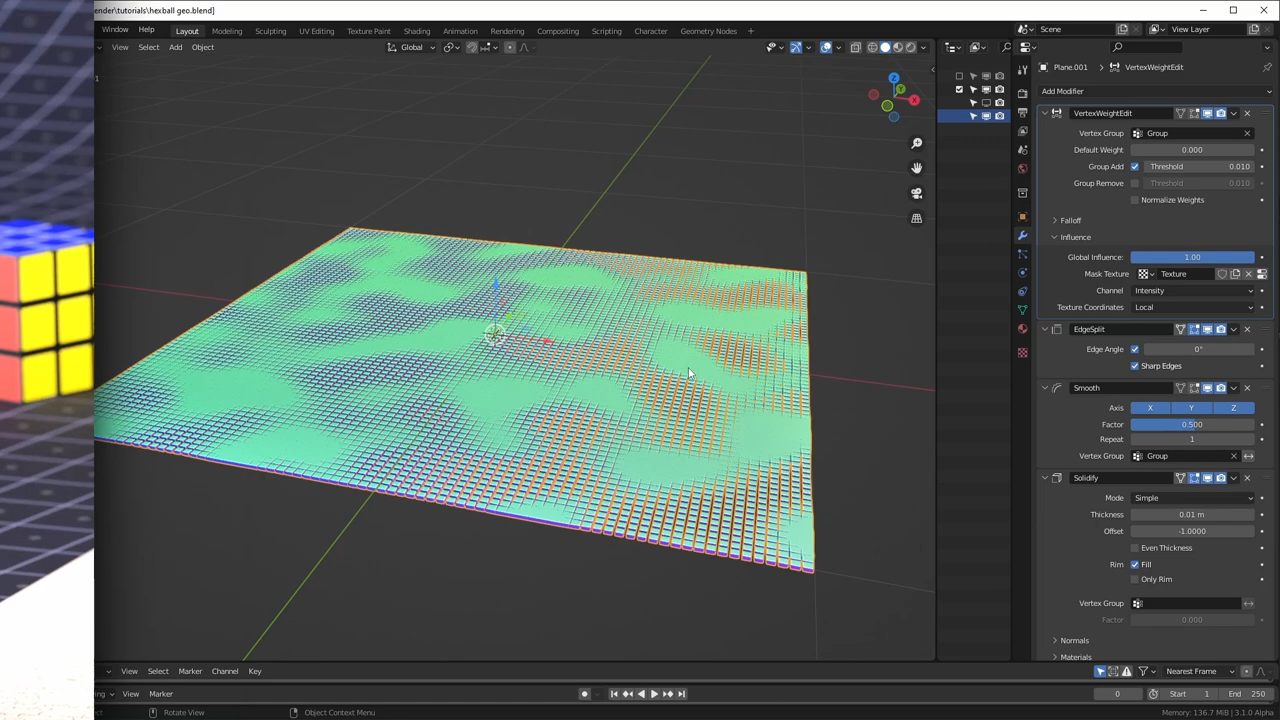 ender\tutorials\hexball geo.blend]
Window Help Layout Modeling Sculpting UV Editing Texture Paint Shading Animation Rendering Compositing Scripting Character Geometry Nodes + Scene View Layer
View Select Add Object Global
1
Z
Y
X
Plane.001 > VertexWeightEdit
Add Modifier
VertexWeightEdit
Vertex Group Group
Default Weight 0.000
Group Add Threshold 0.010
Group Remove Threshold 0.010
Normalize Weights
Falloff
Influence
Global Influence: 1.00
Mask Texture Texture
Channel Intensity
Texture Coordinates Local
EdgeSplit
Edge Angle 0°
Sharp Edges
Smooth
Axis X Y Z
Factor 0.500
Repeat 1
Vertex Group Group
Solidify
Mode Simple
Thickness 0.01 m
Offset -1.0000
Even Thickness
Rim Fill
Only Rim
Vertex Group
Factor 0.000
Normals
Materials
View Select Marker Channel Key Nearest Frame
ing View Marker 0 Start 1 End 250
ect Rotate View Object Context Menu Memory: 136.7 MiB | 3.1.0 Alpha